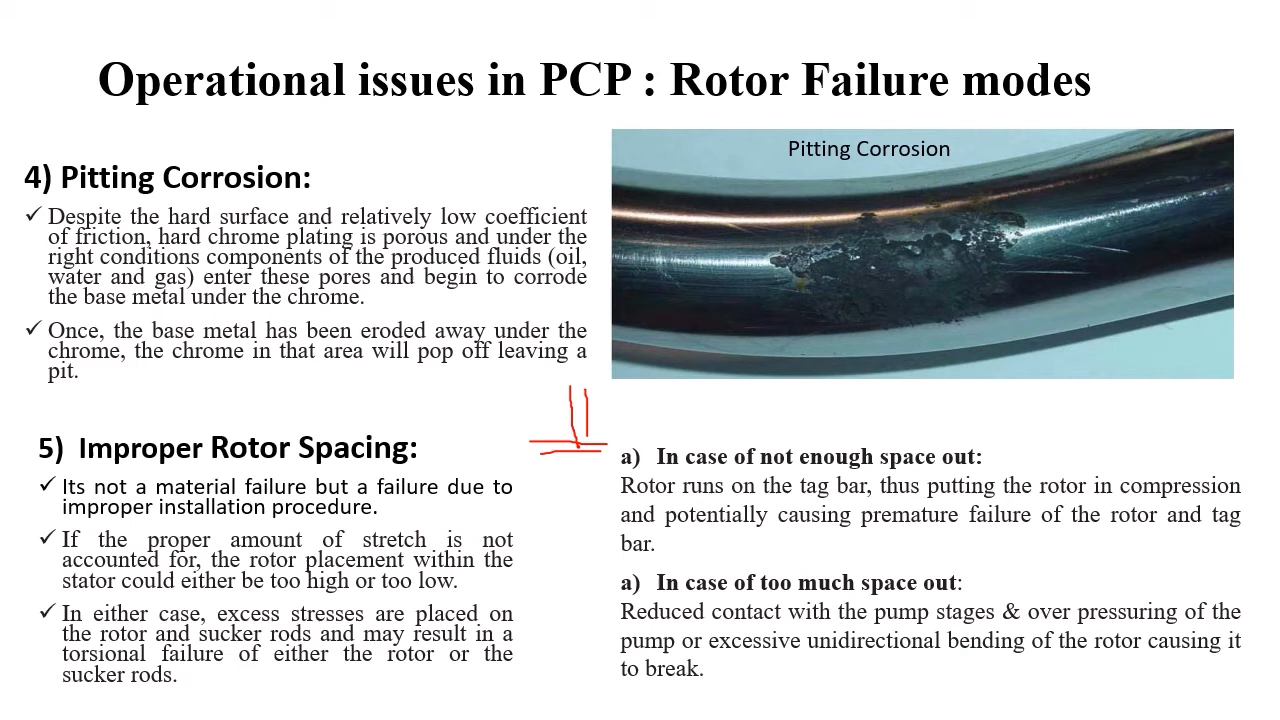 Operational issues in PCP : Rotor Failure modes
4) Pitting Corrosion:
✓ Despite the hard surface and relatively low coefficient
of friction, hard chrome plating is porous and under the
right conditions components of the produced fluids (oil,
water and gas) enter these pores and begin to corrode
the base metal under the chrome.
✓ Once, the base metal has been eroded away under the
chrome, the chrome in that area will pop off leaving a
pit.
Pitting Corrosion
5) Improper Rotor Spacing:
✓ Its not a material failure but a failure due to
improper installation procedure.
✓ If the proper amount of stretch is not
accounted for, the rotor placement within the
stator could either be too high or too low.
✓ In either case, excess stresses are placed on
the rotor and sucker rods and may result in a
torsional failure of either the rotor or the
sucker rods.
a) In case of not enough space out:
Rotor runs on the tag bar, thus putting the rotor in compression
and potentially causing premature failure of the rotor and tag
bar.
a) In case of too much space out:
Reduced contact with the pump stages & over pressuring of the
pump or excessive unidirectional bending of the rotor causing it
to break.